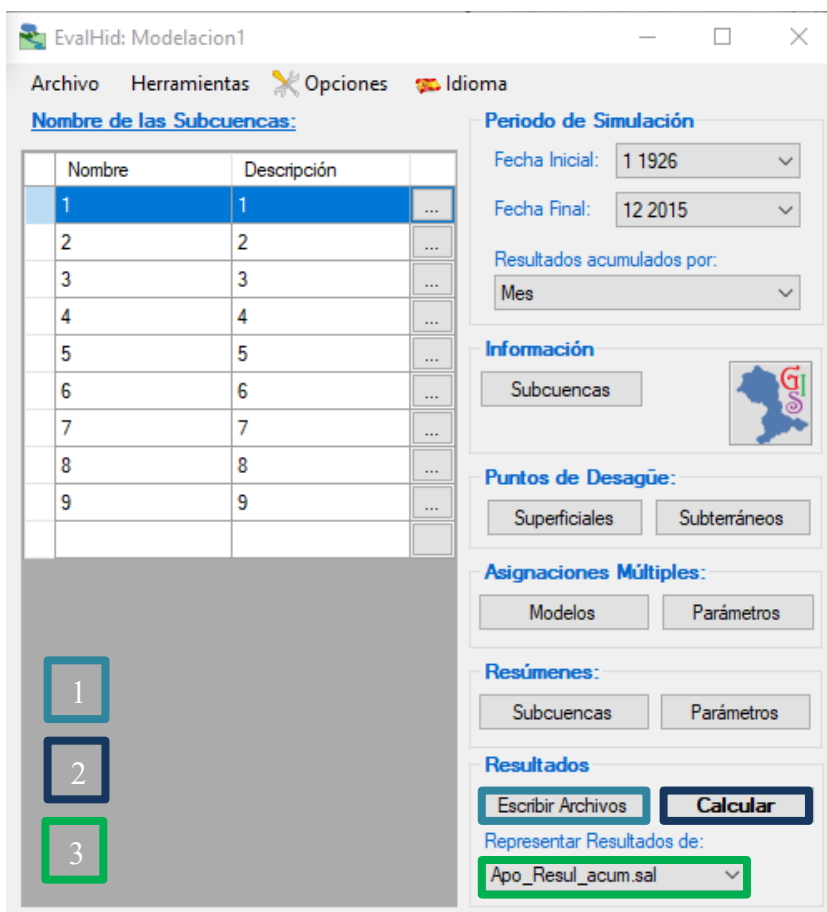 EvalHid: Modelacion1
Archivo Herramientas Opciones Idioma
Nombre de las Subcuencas:
Nombre Descripción
1 1 ...
2 2 ...
3 3 ...
4 4 ...
5 5 ...
6 6 ...
7 7 ...
8 8 ...
9 9 ...
1
2
3
Periodo de Simulación
Fecha Inicial: 1 1926
Fecha Final: 12 2015
Resultados acumulados por:
Mes
Información
Subcuencas
GIS
Puntos de Desagüe:
Superficiales Subterráneos
Asignaciones Múltiples:
Modelos Parámetros
Resúmenes:
Subcuencas Parámetros
Resultados
Escribir Archivos Calcular
Representar Resultados de:
Apo_Resul_acum.sal